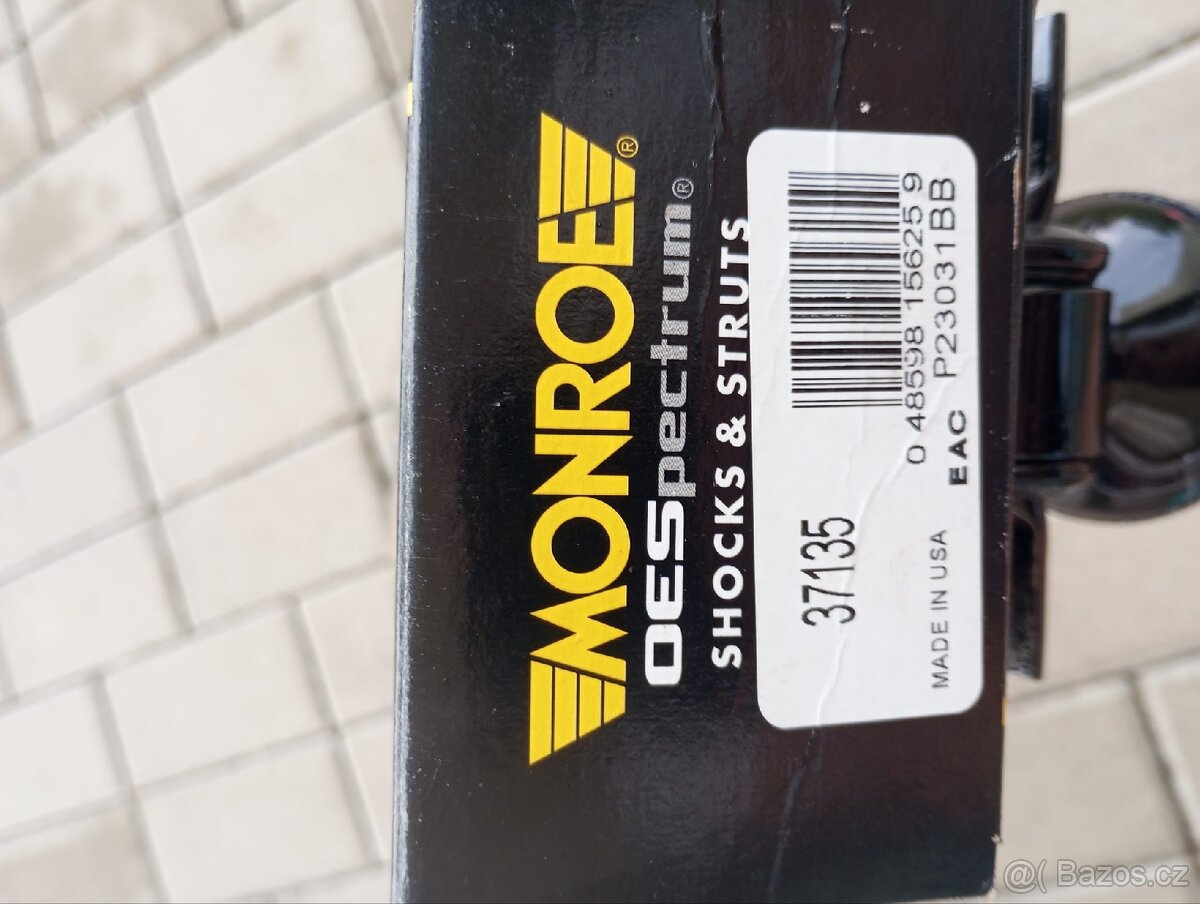 MONROE®
OESpectrum®
SHOCKS & STRUTS
37135
0 48598 15625 9
EAC P23031BB
MADE IN USA
@( Bazos.cz